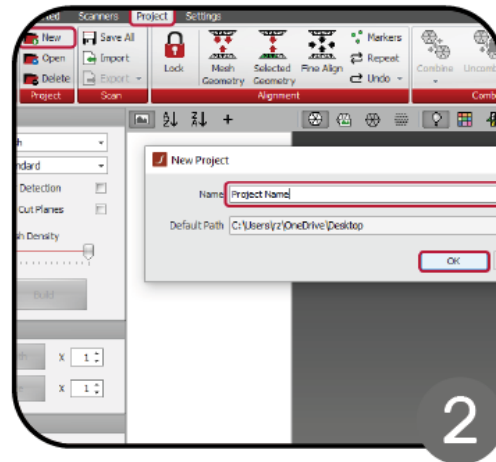 Scanners Project Settings
New Save All
Open Import
Delete Export
Lock
Mesh Geometry
Selected Geometry
Fine Align
Markers
Repeat
Undo
Combine
Project Scan Alignment
Detection
Cut Planes
Density
Build
X 1
X 1
New Project
Name Project Name
Default Path C:\Users\rz\OneDrive\Desktop
OK
2